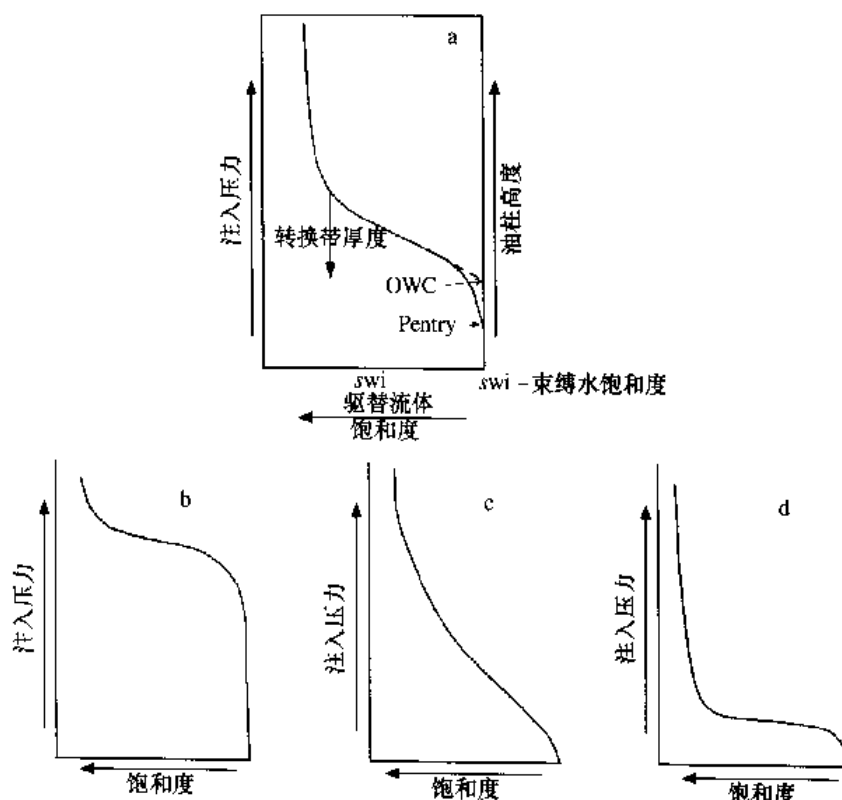 a
注入压力
油柱高度
转换带厚度
OWC
Pentry
swi
swi-束缚水饱和度
驱替流体
饱和度
b
注入压力
饱和度
c
注入压力
饱和度
d
注入压力
饱和度